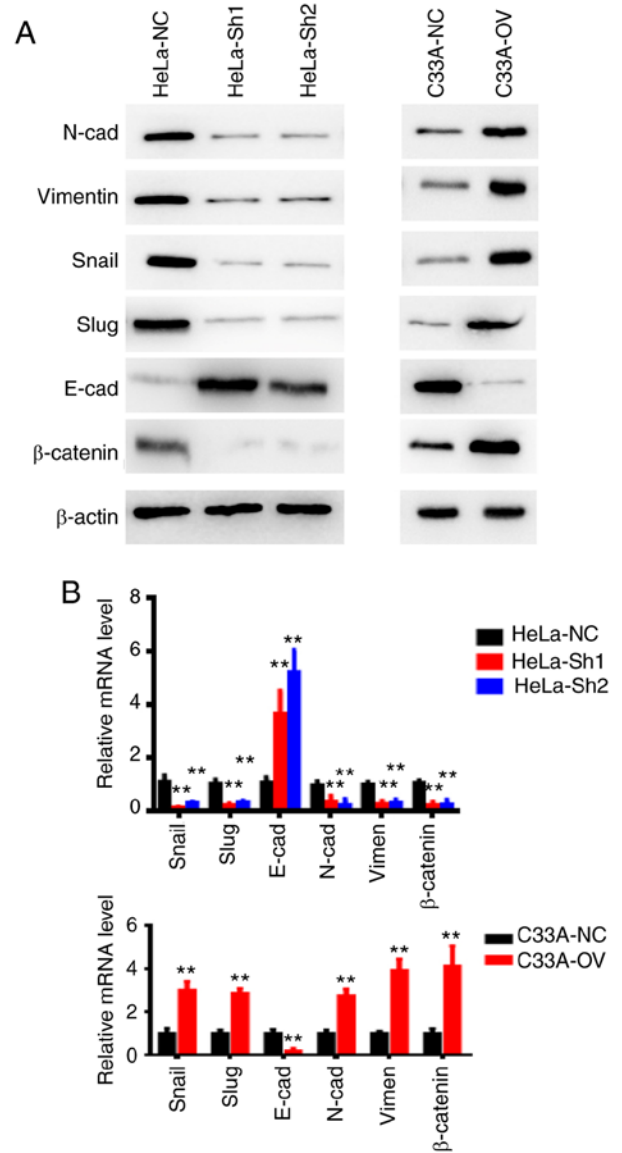 A
HeLa-NC
HeLa-Sh1
HeLa-Sh2
C33A-NC
C33A-OV
N-cad
Vimentin
Snail
Slug
E-cad
β-catenin
β-actin
B
Relative mRNA level
8
6
4
2
0
** ** ** ** ** ** ** ** ** ** ** **
Snail
Slug
E-cad
N-cad
Vimen
β-catenin
HeLa-NC
HeLa-Sh1
HeLa-Sh2
Relative mRNA level
6
4
2
0
** ** ** ** ** **
Snail
Slug
E-cad
N-cad
Vimen
β-catenin
C33A-NC
C33A-OV